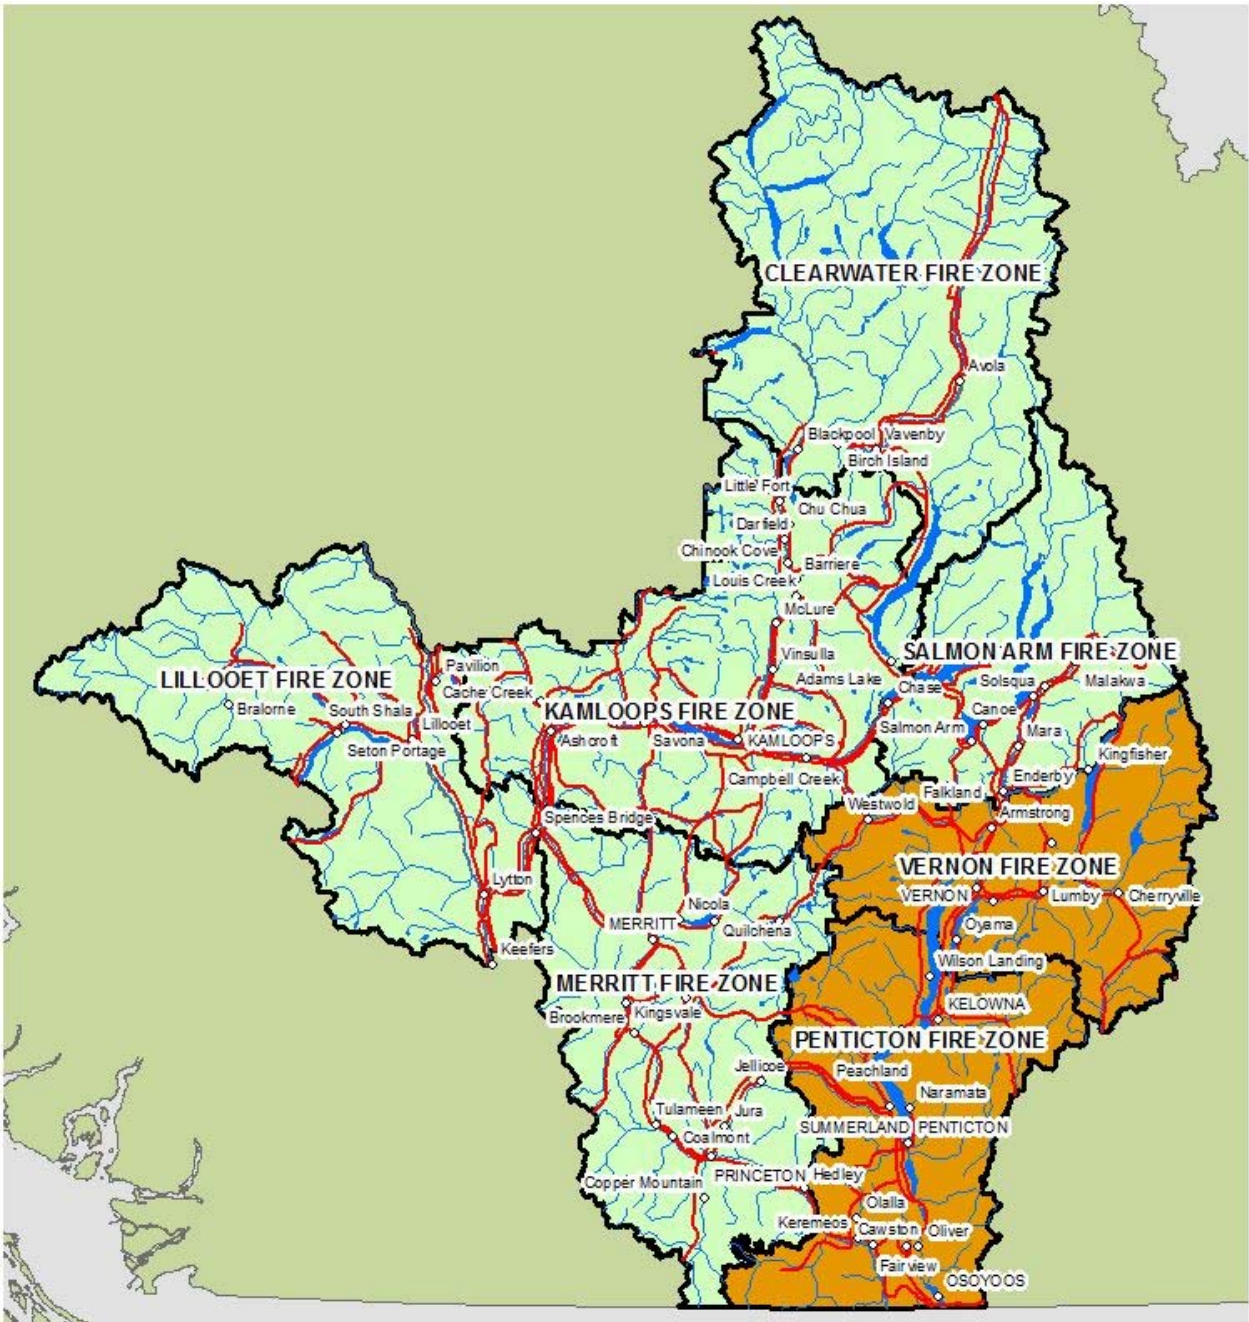 CLEARWATER FIRE ZONE
Avola
Blackpool
Vavenby
Birch Island
Little Fort
Chu Chua
Darfield
Chinook Cove
Barriere
Louis Creek
McLure
Vinsulla
Adams Lake
SALMON ARM FIRE ZONE
Pavilion
LILLOOET FIRE ZONE
Cache Creek
Chase
Solsqua
Malakwa
Bralorne
South Shala
Lillooet
KAMLOOPS FIRE ZONE
Canoe
Salmon Arm
Mara
Seton Portage
Ashcroft
Savona
KAMLOOPS
Kingfisher
Campbell Creek
Enderby
Falkland
Westwold
Spences Bridge
Armstrong
VERNON FIRE ZONE
Lytton
VERNON
Lumby
Cherryville
Nicola
MERRITT
Quilchena
Oyama
Keefers
Wilson Landing
MERRITT FIRE ZONE
Brookmere
Kingsvale
KELOWNA
PENTICTON FIRE ZONE
Jellicoe
Peachland
Naramata
Tulameen
Jura
SUMMERLAND
PENTICTON
Coalmont
Copper Mountain
PRINCETON
Hedley
Olalla
Keremeos
Cawston
Oliver
Fairview
OSOYOOS